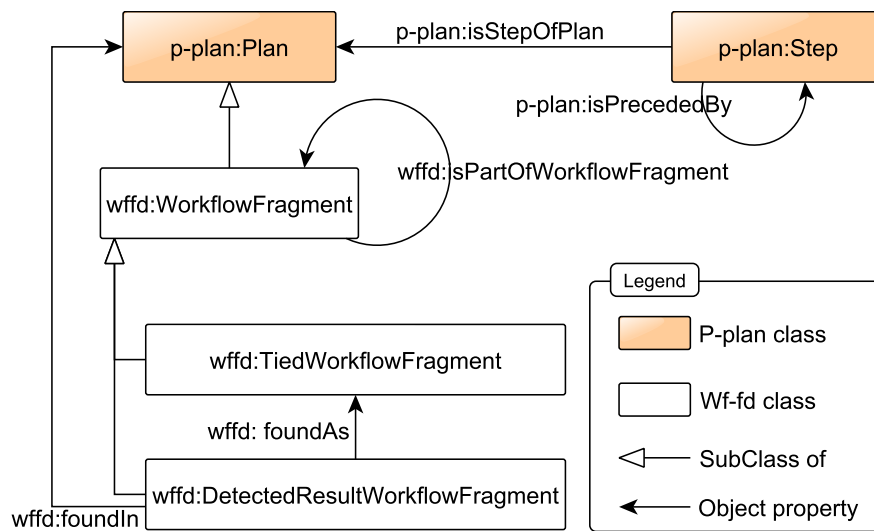 p-plan:Plan
p-plan:isStepOfPlan
p-plan:Step
p-plan:isPrecededBy
wffd:isPartOfWorkflowFragment
wffd:WorkflowFragment
Legend
P-plan class
wffd:TiedWorkflowFragment
Wf-fd class
wffd: foundAs
SubClass of
wffd:DetectedResultWorkflowFragment
Object property
wffd:foundIn